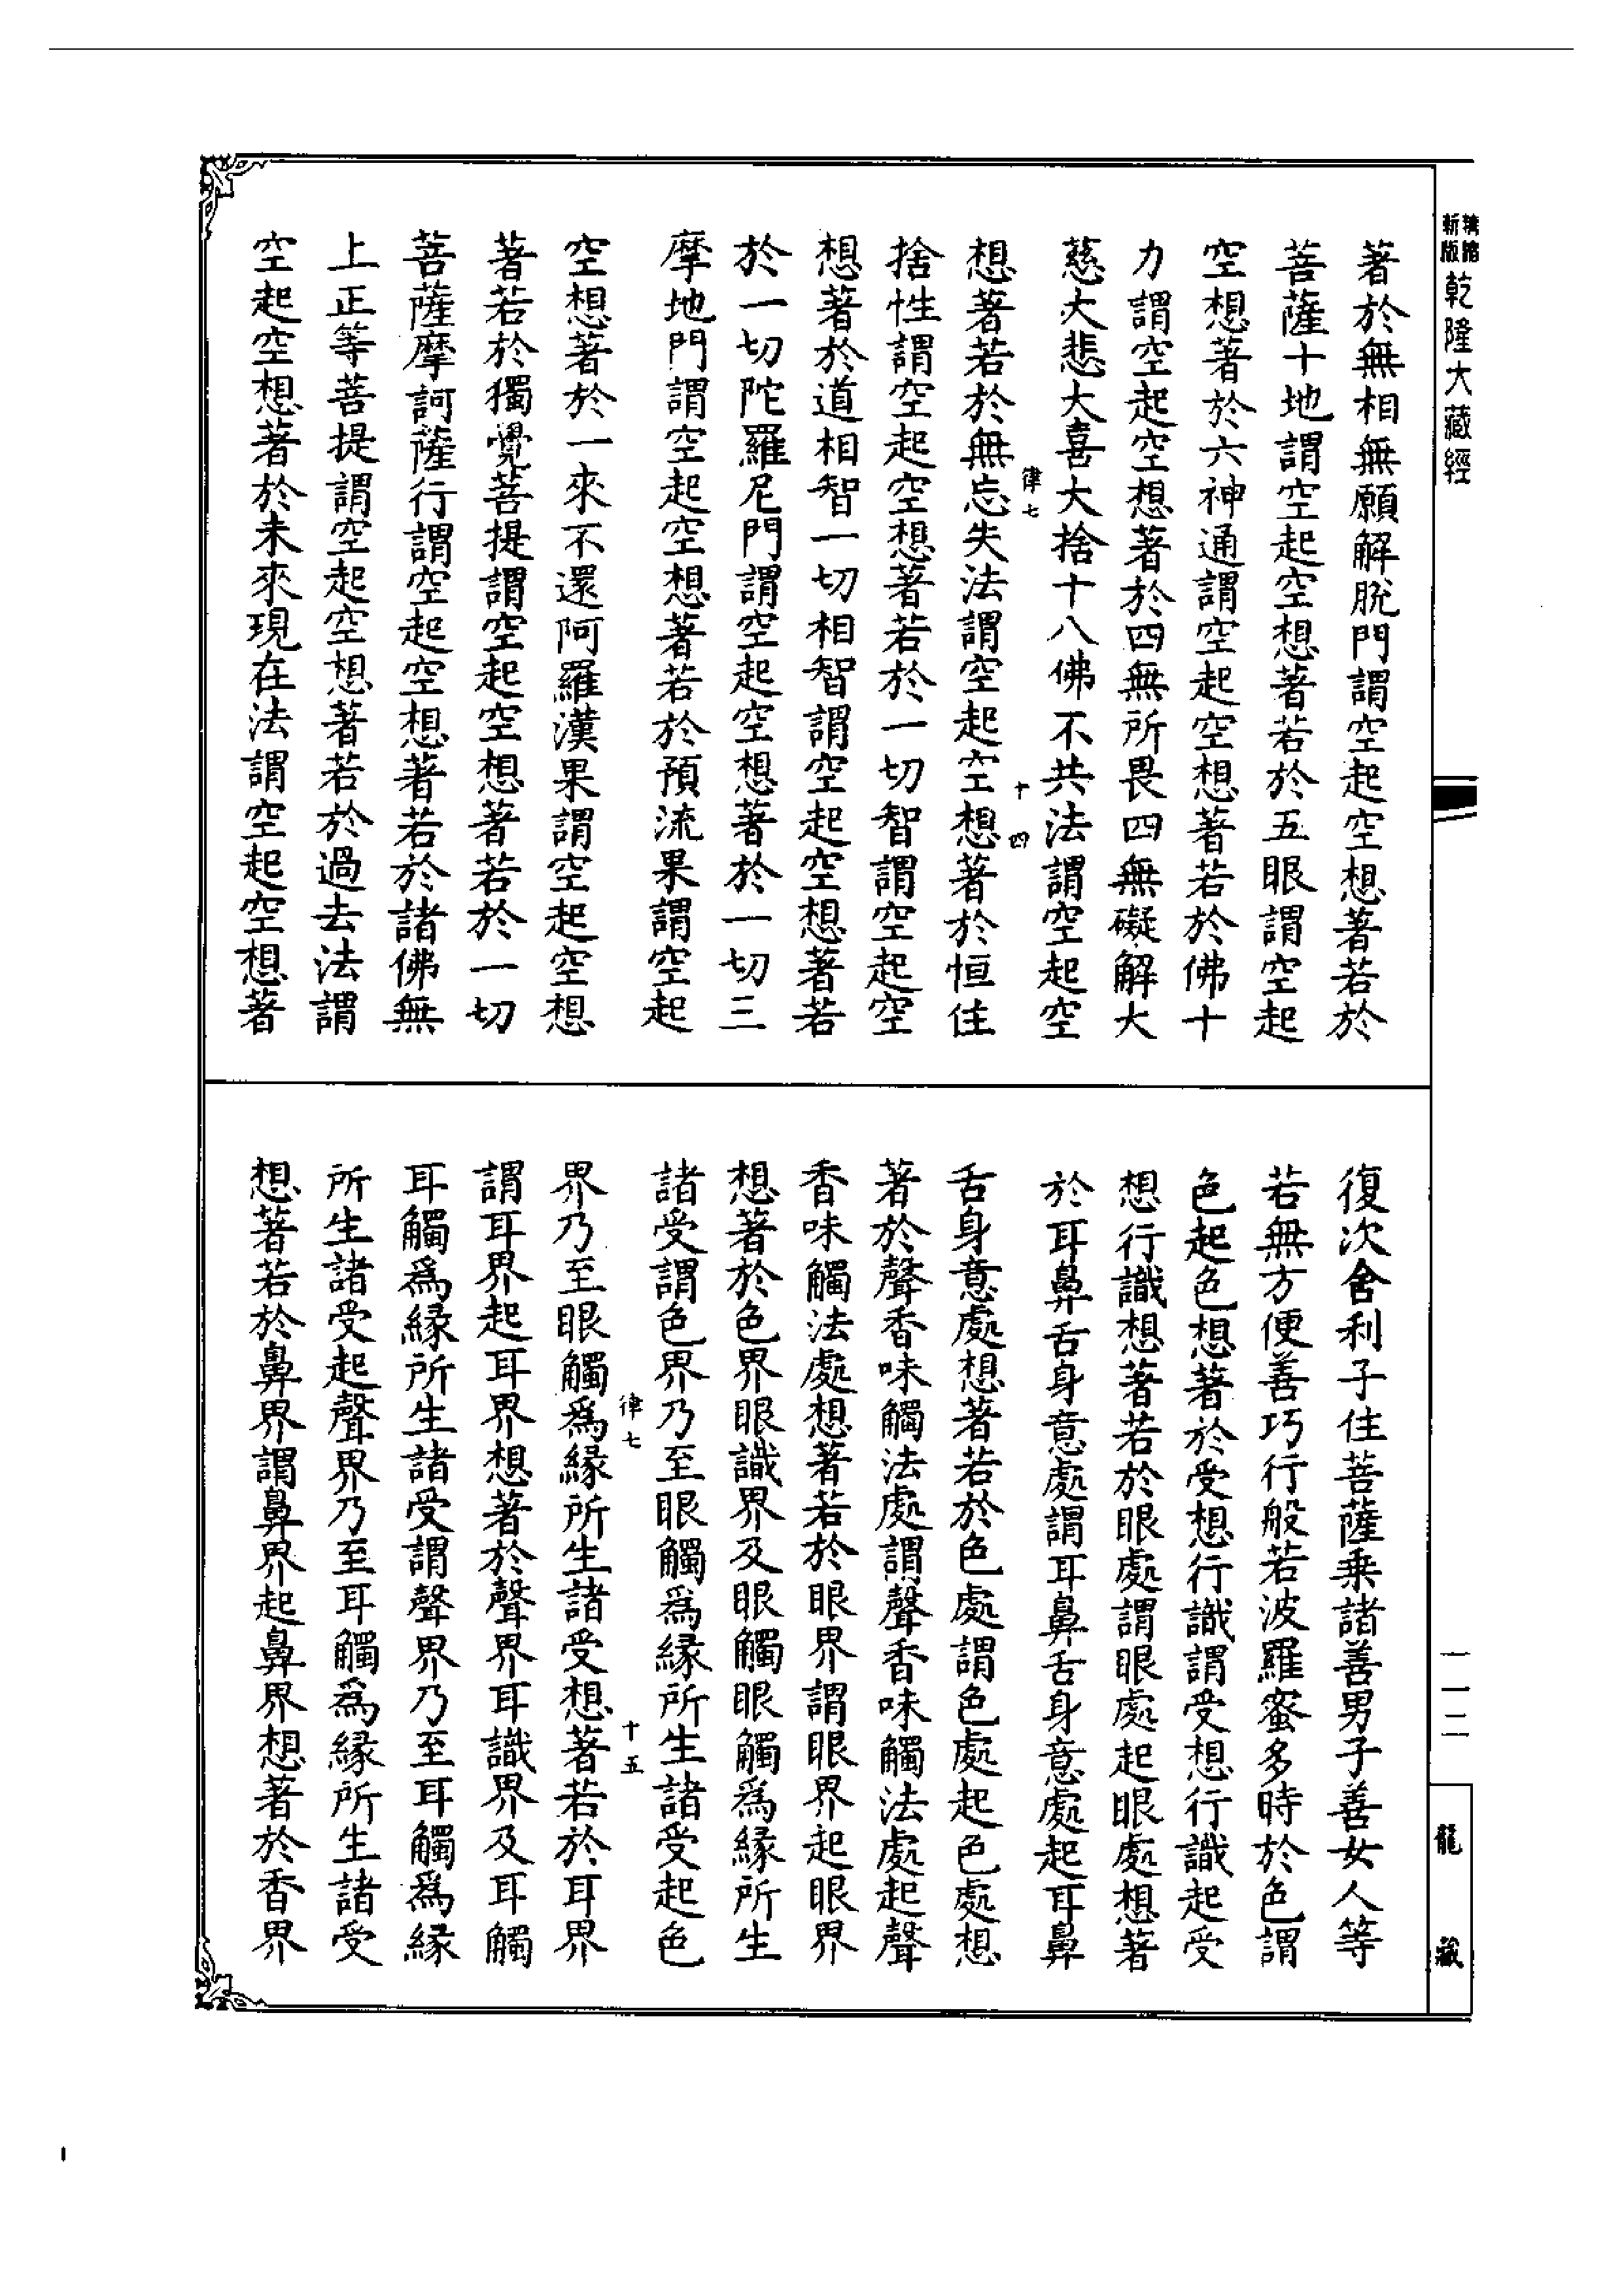 新版
乾隆大藏經
一一二
龍藏
著於無相無願解脫門謂空起空想著若於
菩薩十地謂空起空想著若於五眼謂空起
空想著於六神通謂空起空想著若於佛十
力謂空起空想著於四無所畏四無礙解大
慈大悲大喜大捨十八佛不共法謂空起空
律七
十四
想著若於無忘失法謂空起空想著於恒住
捨性謂空起空想著若於一切智謂空起空
想著於道相智一切相智謂空起空想著若
於一切陀羅尼門謂空起空想著於一切三
摩地門謂空起空想著若於預流果謂空起
空想著於一來不還阿羅漢果謂空起空想
著若於獨覺菩提謂空起空想著若於一切
菩薩摩訶薩行謂空起空想著若於諸佛無
上正等菩提謂空起空想著若於過去法謂
空起空想著於未來現在法謂空起空想著
復次舍利子住菩薩乘諸善男子善女人等
若無方便善巧行般若波羅蜜多時於色謂
色起色想著於受想行識謂受想行識起受
想行識想著若於眼處謂眼處起眼處想著
於耳鼻舌身意處謂耳鼻舌身意處起耳鼻
舌身意處想著若於色處謂色處起色處想
著於聲香味觸法處謂聲香味觸法處起聲
香味觸法處想著若於眼界謂眼界起眼界
想著於色界眼識界及眼觸眼觸為緣所生
諸受謂色界乃至眼觸為緣所生諸受起色
律七
十五
界乃至眼觸為緣所生諸受想著若於耳界
謂耳界起耳界想著於聲界耳識界及耳觸
耳觸為緣所生諸受謂聲界乃至耳觸為緣
所生諸受起聲界乃至耳觸為緣所生諸受
想著若於鼻界謂鼻界起鼻界想著於香界